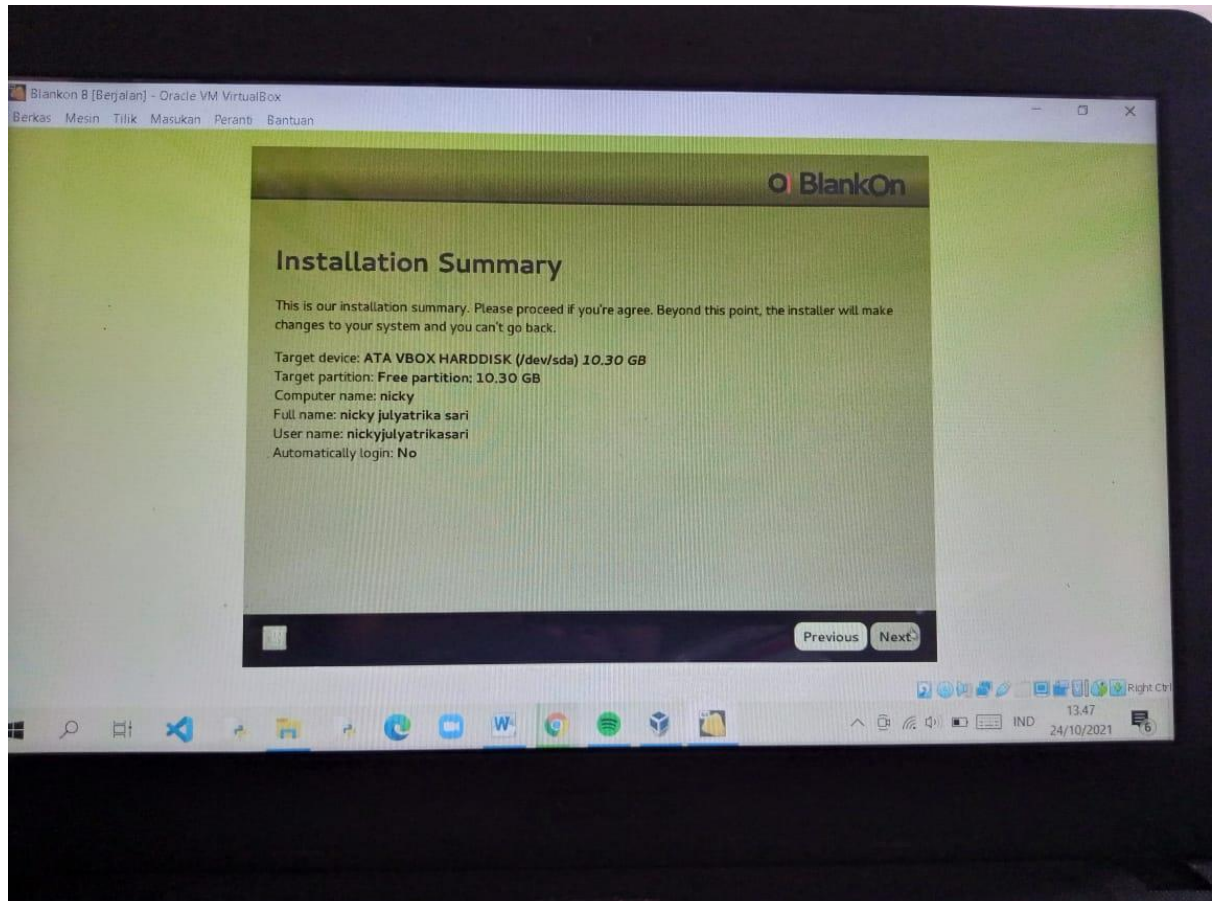 Blankon 8 [Berjalan] - Oracle VM VirtualBox
Berkas Mesin Tilik Masukan Peranti Bantuan
BlankOn
Installation Summary
This is our installation summary. Please proceed if you're agree. Beyond this point, the installer will make
changes to your system and you can't go back.
Target device: ATA VBOX HARDDISK (/dev/sda) 10.30 GB
Target partition: Free partition: 10.30 GB
Computer name: nicky
Full name: nicky julyatrika sari
User name: nickyjulyatrikasari
Automatically login: No
Previous Next
Right Ctrl
IND
13.47
24/10/2021
6